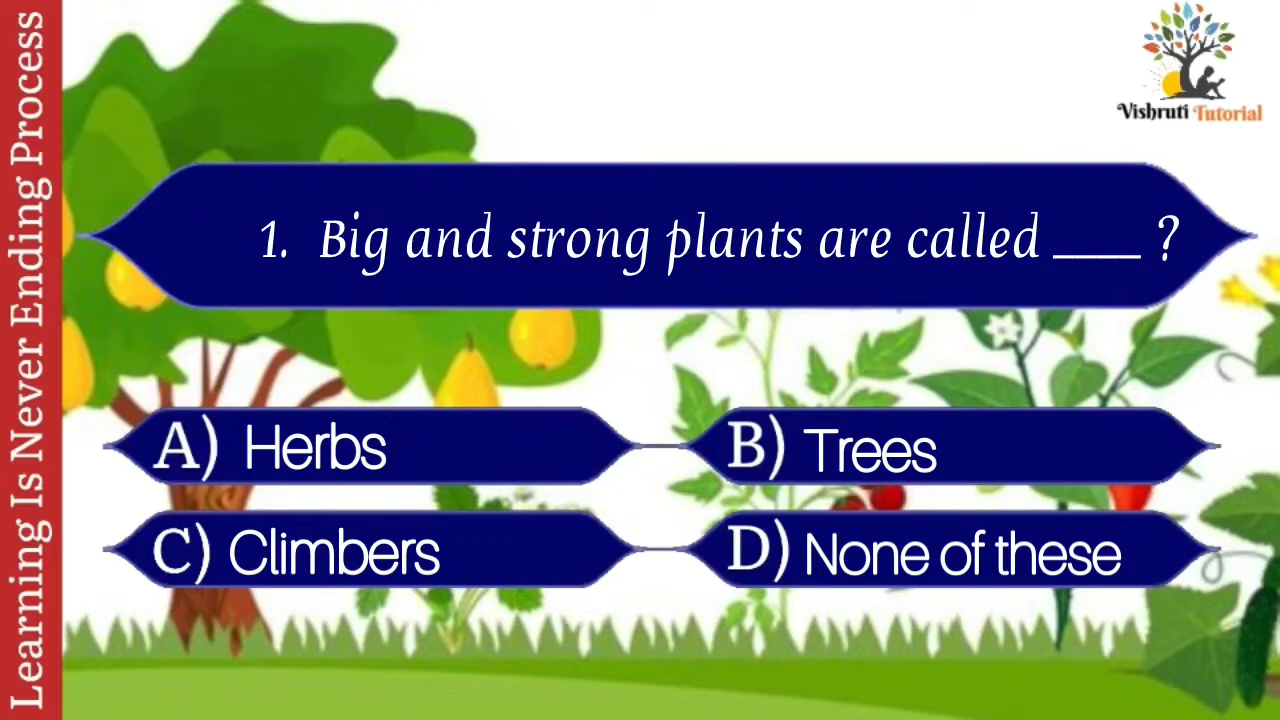 Learning Is Never Ending Process
Vishruti Tutorial
1. Big and strong plants are called ____ ?
A) Herbs
B) Trees
C) Climbers
D) None of these